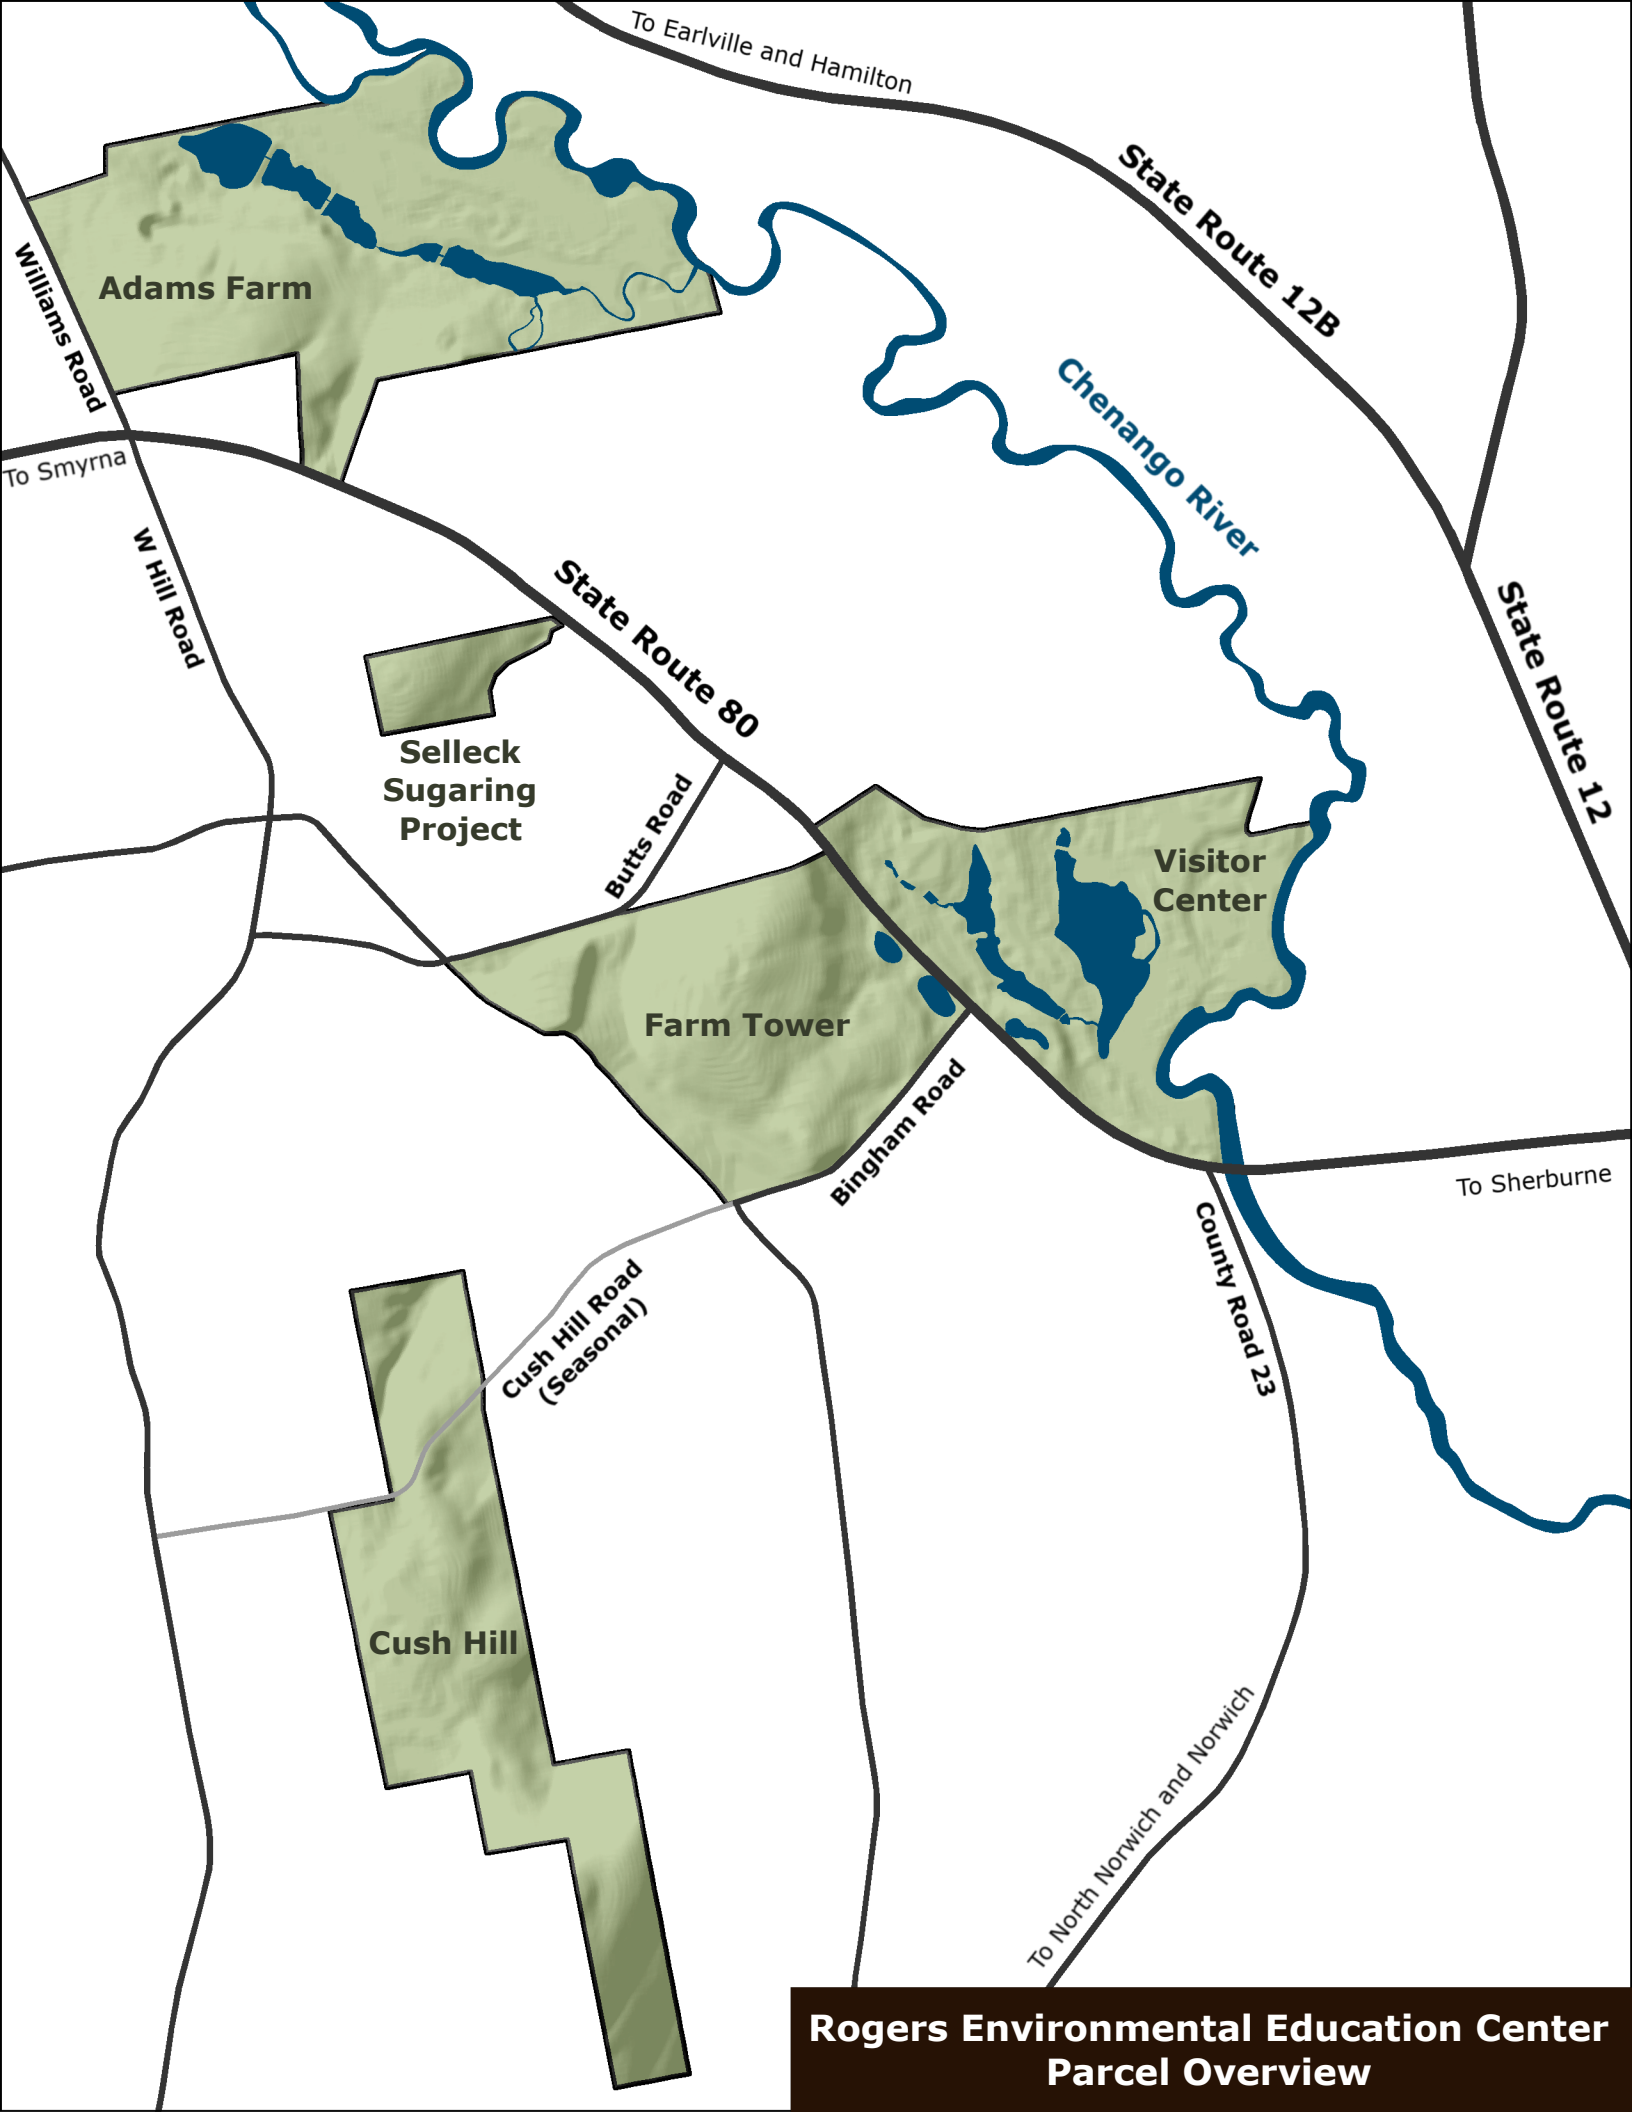 To Earlville and Hamilton
State Route 12B
Williams Road
Adams Farm
Chenango River
To Smyrna
W Hill Road
State Route 80
State Route 12
Selleck
Sugaring
Project
Butts Road
Visitor
Center
Farm Tower
Bingham Road
To Sherburne
County Road 23
Cush Hill Road
(Seasonal)
Cush Hill
To North Norwich and Norwich
Rogers Environmental Education Center
Parcel Overview